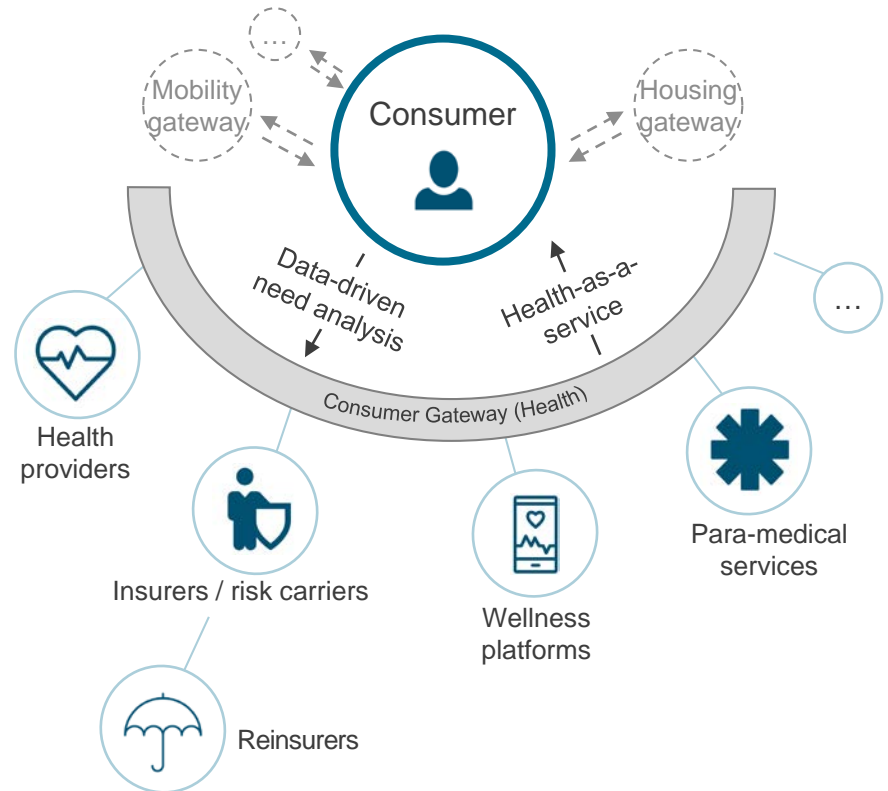 ...
Mobility
gateway
Consumer
Housing
gateway
Data-driven
need analysis
Health-as-a-
service
...
Consumer Gateway (Health)
Health
providers
Insurers / risk carriers
Wellness
platforms
Para-medical
services
Reinsurers